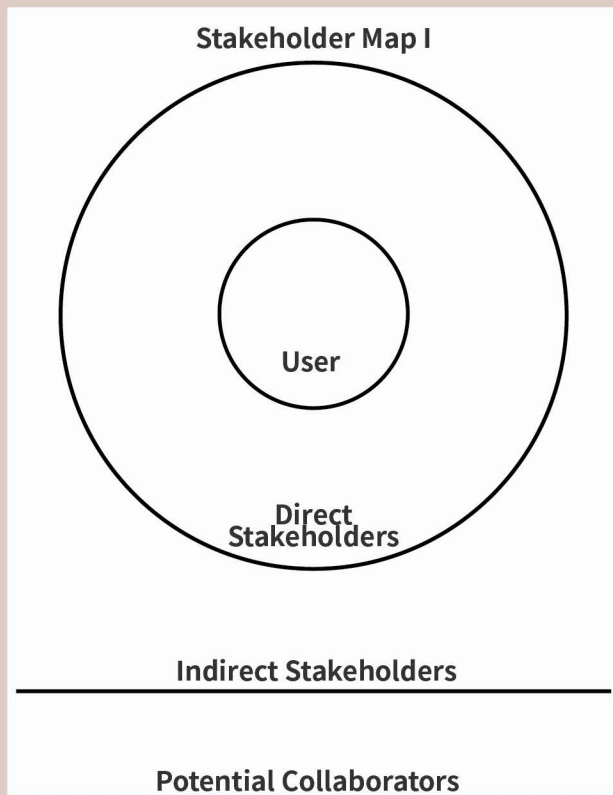 Stakeholder Map I
User
Direct
Stakeholders
Indirect Stakeholders
Potential Collaborators